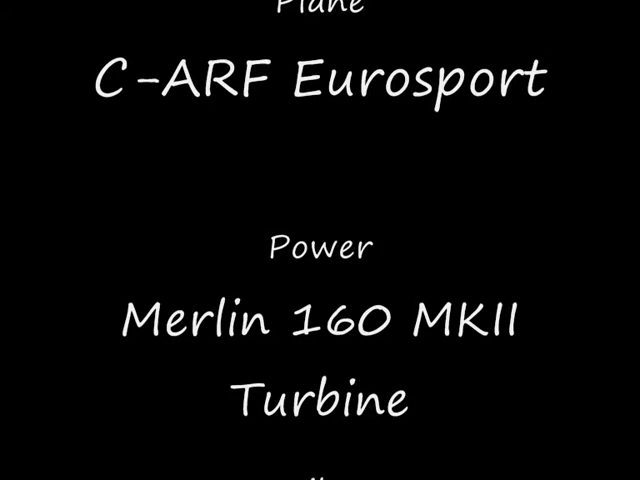 Plane
C-ARF Eurosport
Power
Merlin 160 MKII
Turbine